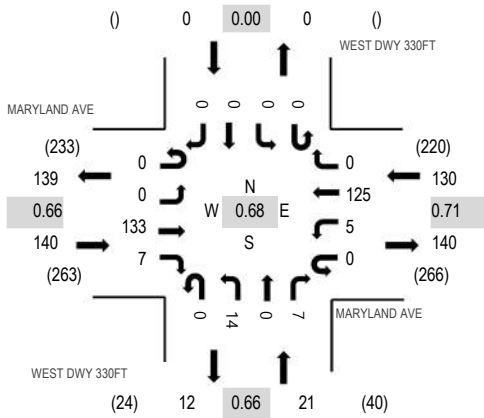 () 0 0.00 0 ()
WEST DWY 330FT
MARYLAND AVE
0 0 0 0
(233) (220)
139 0 0 130
0 N 125
0.66 W 0.68 E 0.71
133 S 5
140 7 0 140
(263) (266)
0 14 0 7
MARYLAND AVE
WEST DWY 330FT
(24) 12 0.66 21 (40)